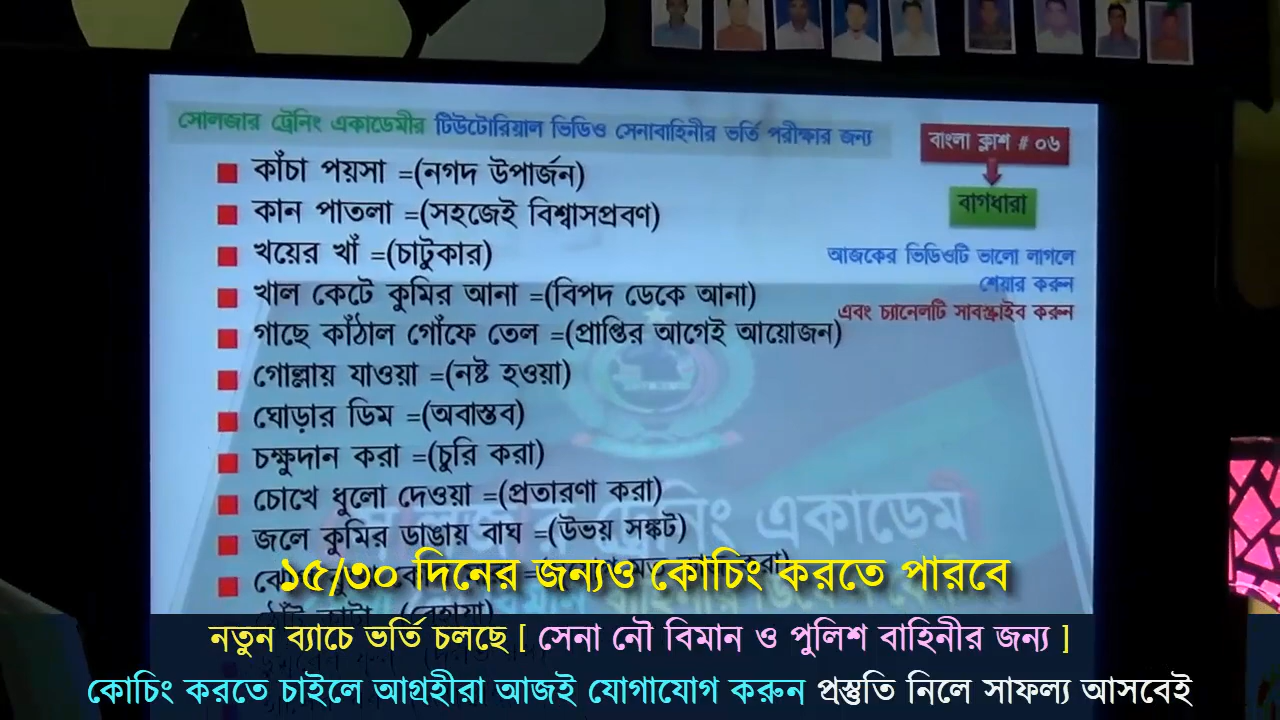 সোলজার ট্রেনিং একাডেমীর টিউটোরিয়াল ভিডিও সেনাবাহিনীর ভর্তি পরীক্ষার জন্য
বাংলা ক্লাশ # ০৬
বাগধারা
কাঁচা পয়সা =(নগদ উপার্জন)
কান পাতলা =(সহজেই বিশ্বাসপ্রবণ)
খয়ের খাঁ =(চাটুকার)
আজকের ভিডিওটি ভালো লাগলে
শেয়ার করুন
এবং চ্যানেলটি সাবস্ক্রাইব করুন
খাল কেটে কুমির আনা =(বিপদ ডেকে আনা)
গাছে কাঁঠাল গোঁফে তেল =(প্রাপ্তির আগেই আয়োজন)
গোল্লায় যাওয়া =(নষ্ট হওয়া)
ঘোড়ার ডিম =(অবাস্তব)
চক্ষুদান করা =(চুরি করা)
চোখে ধুলো দেওয়া =(প্রতারণা করা)
জলে কুমির ডাঙায় বাঘ =(উভয় সঙ্কট)
ট্রেনিং একাডেমী
১৫/৩০ দিনের জন্যও কোচিং করতে পারবে
নতুন ব্যাচে ভর্তি চলছে [ সেনা নৌ বিমান ও পুলিশ বাহিনীর জন্য ]
কোচিং করতে চাইলে আগ্রহীরা আজই যোগাযোগ করুন প্রস্তুতি নিলে সাফল্য আসবেই